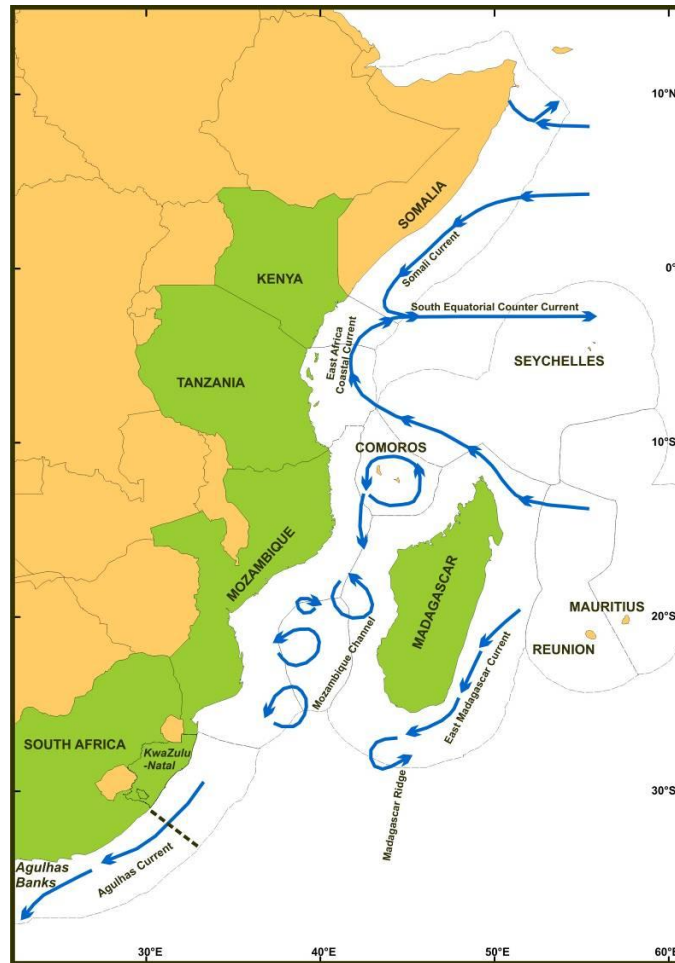 10°N
SOMALIA
Somali Current
KENYA
0°
South Equatorial Counter Current
East Africa
Coastal Current
SEYCHELLES
TANZANIA
10°S
COMOROS
MOZAMBIQUE
MADAGASCAR
MAURITIUS
20°S
REUNION
Mozambique Channel
East Madagascar Current
SOUTH AFRICA
KwaZulu
-Natal
30°S
Madagascar Ridge
Agulhas
Banks
Agulhas Current
30°E
40°E
50°E
60°E